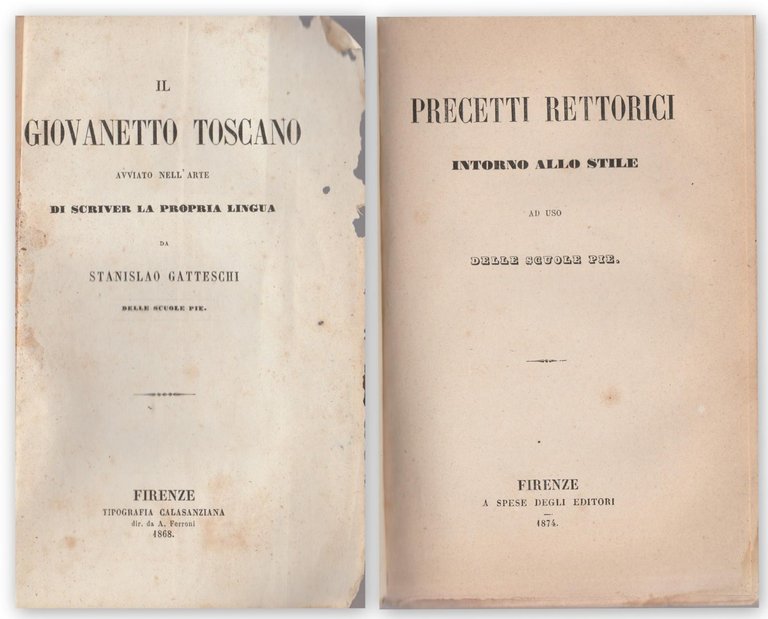 IL
GIOVANETTO TOSCANO
AVVIATO NELL'ARTE
DI SCRIVER LA PROPRIA LINGUA
DA
STANISLAO GATTESCHI
DELLE SCUOLE PIE.
FIRENZE
TIPOGRAFIA CALASANZIANA
dir. da A. Ferroni
1868.
PRECETTI RETTORICI
INTORNO ALLO STILE
AD USO
DELLE SCUOLE PIE.
FIRENZE
A SPESE DEGLI EDITORI
1874.